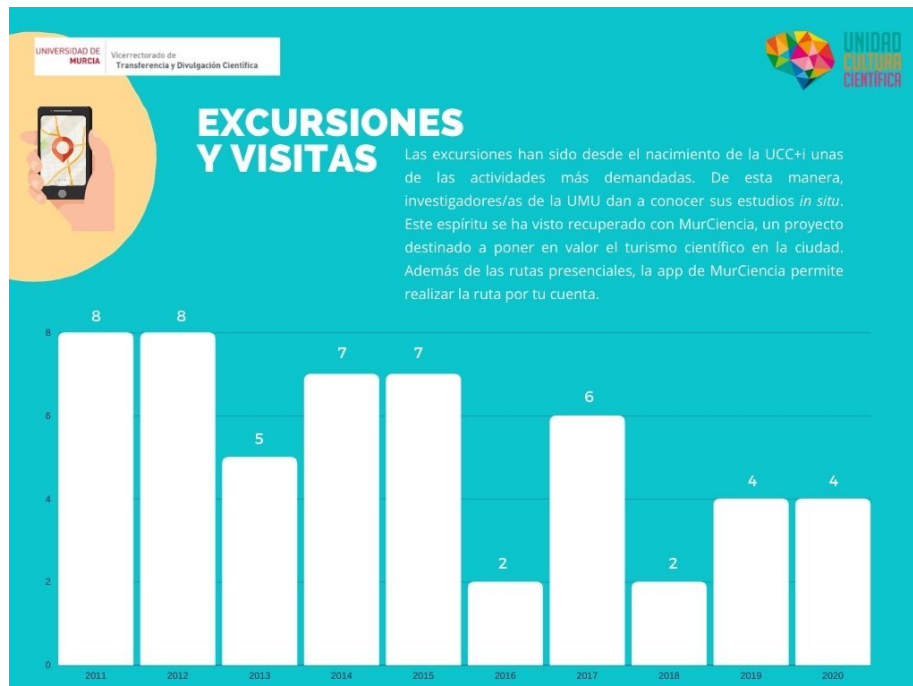 UNIVERSIDAD DE
MURCIA
Vicerrectorado de
Transferencia y Divulgación Científica
UNIDAD
CULTURA
CIENTÍFICA
EXCURSIONES
Y VISITAS
Las excursiones han sido desde el nacimiento de la UCC+i unas
de las actividades más demandadas. De esta manera,
investigadores/as de la UMU dan a conocer sus estudios in situ.
Este espíritu se ha visto recuperado con MurCiencia, un proyecto
destinado a poner en valor el turismo científico en la ciudad.
Además de las rutas presenciales, la app de MurCiencia permite
realizar la ruta por tu cuenta.
8 8 5 7 7 2 6 2 4 4
8
6
4
2
0
2011 2012 2013 2014 2015 2016 2017 2018 2019 2020